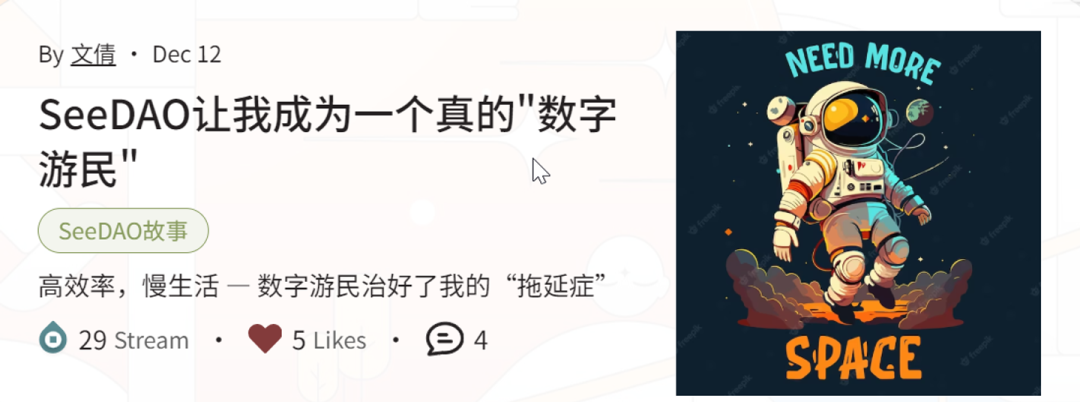 By 文倩 · Dec 12
SeeDAO让我成为一个真的"数字
游民"
SeeDAO故事
高效率，慢生活 — 数字游民治好了我的“拖延症”
29 Stream · 5 Likes · 4
NEED MORE
SPACE